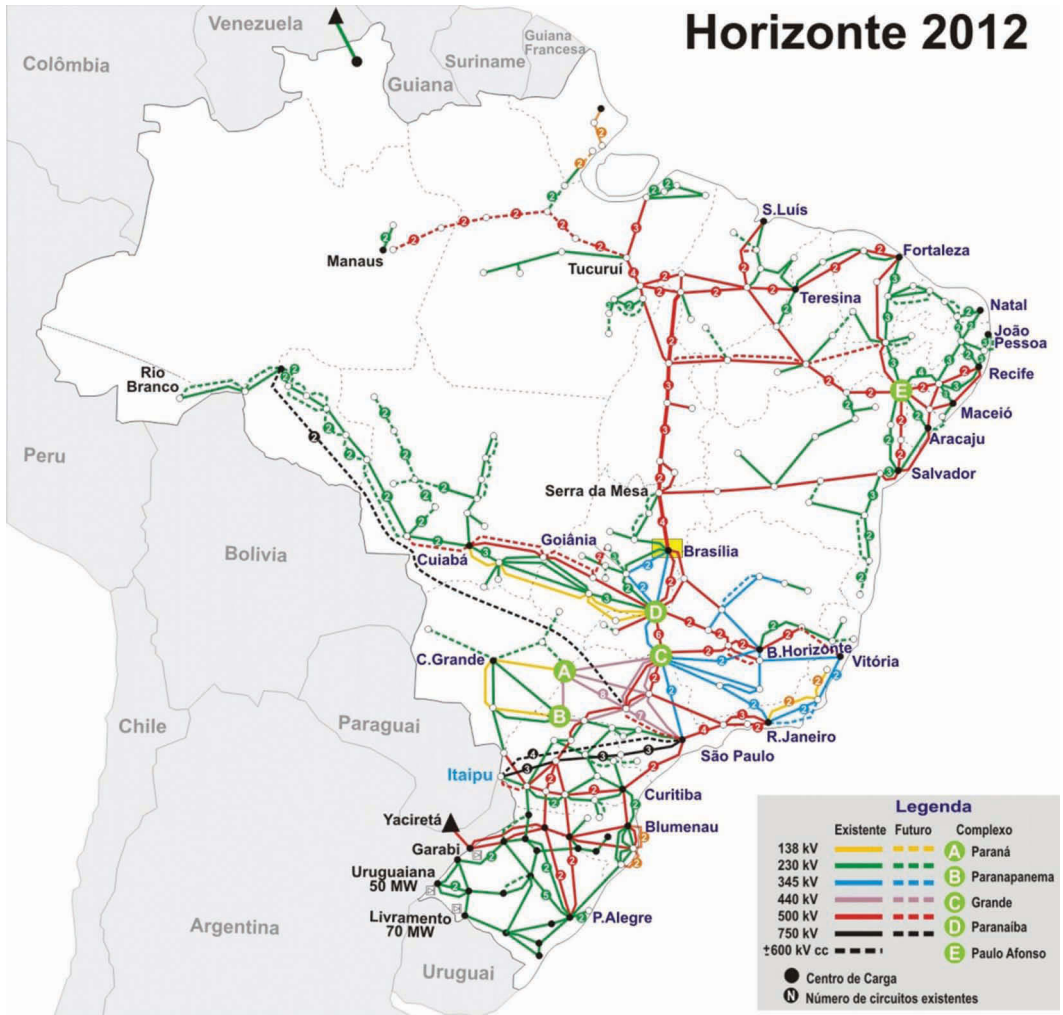 Horizonte 2012
Venezuela
Colômbia
Guiana
Suriname
Guiana
Francesa
Manaus
Tucuruí
S.Luís
Fortaleza
Teresina
Natal
João
Pessoa
Recife
Maceió
Aracaju
Salvador
Rio
Branco
Peru
Serra da Mesa
Bolivia
Cuiabá
Goiânia
Brasília
C.Grande
B.Horizonte
Vitória
Chile
Paraguai
R.Janeiro
São Paulo
Itaipu
Curitiba
Yaciretá
Garabi
Blumenau
Uruguaiana
50 MW
Livramento
70 MW
P.Alegre
Argentina
Uruguai
A
B
C
D
E
Legenda
Existente Futuro Complexo
138 kV A Paraná
230 kV
345 kV B Paranapanema
440 kV C Grande
500 kV D Paranaíba
750 kV
±600 kV cc E Paulo Afonso
Centro de Carga
N Número de circuitos existentes